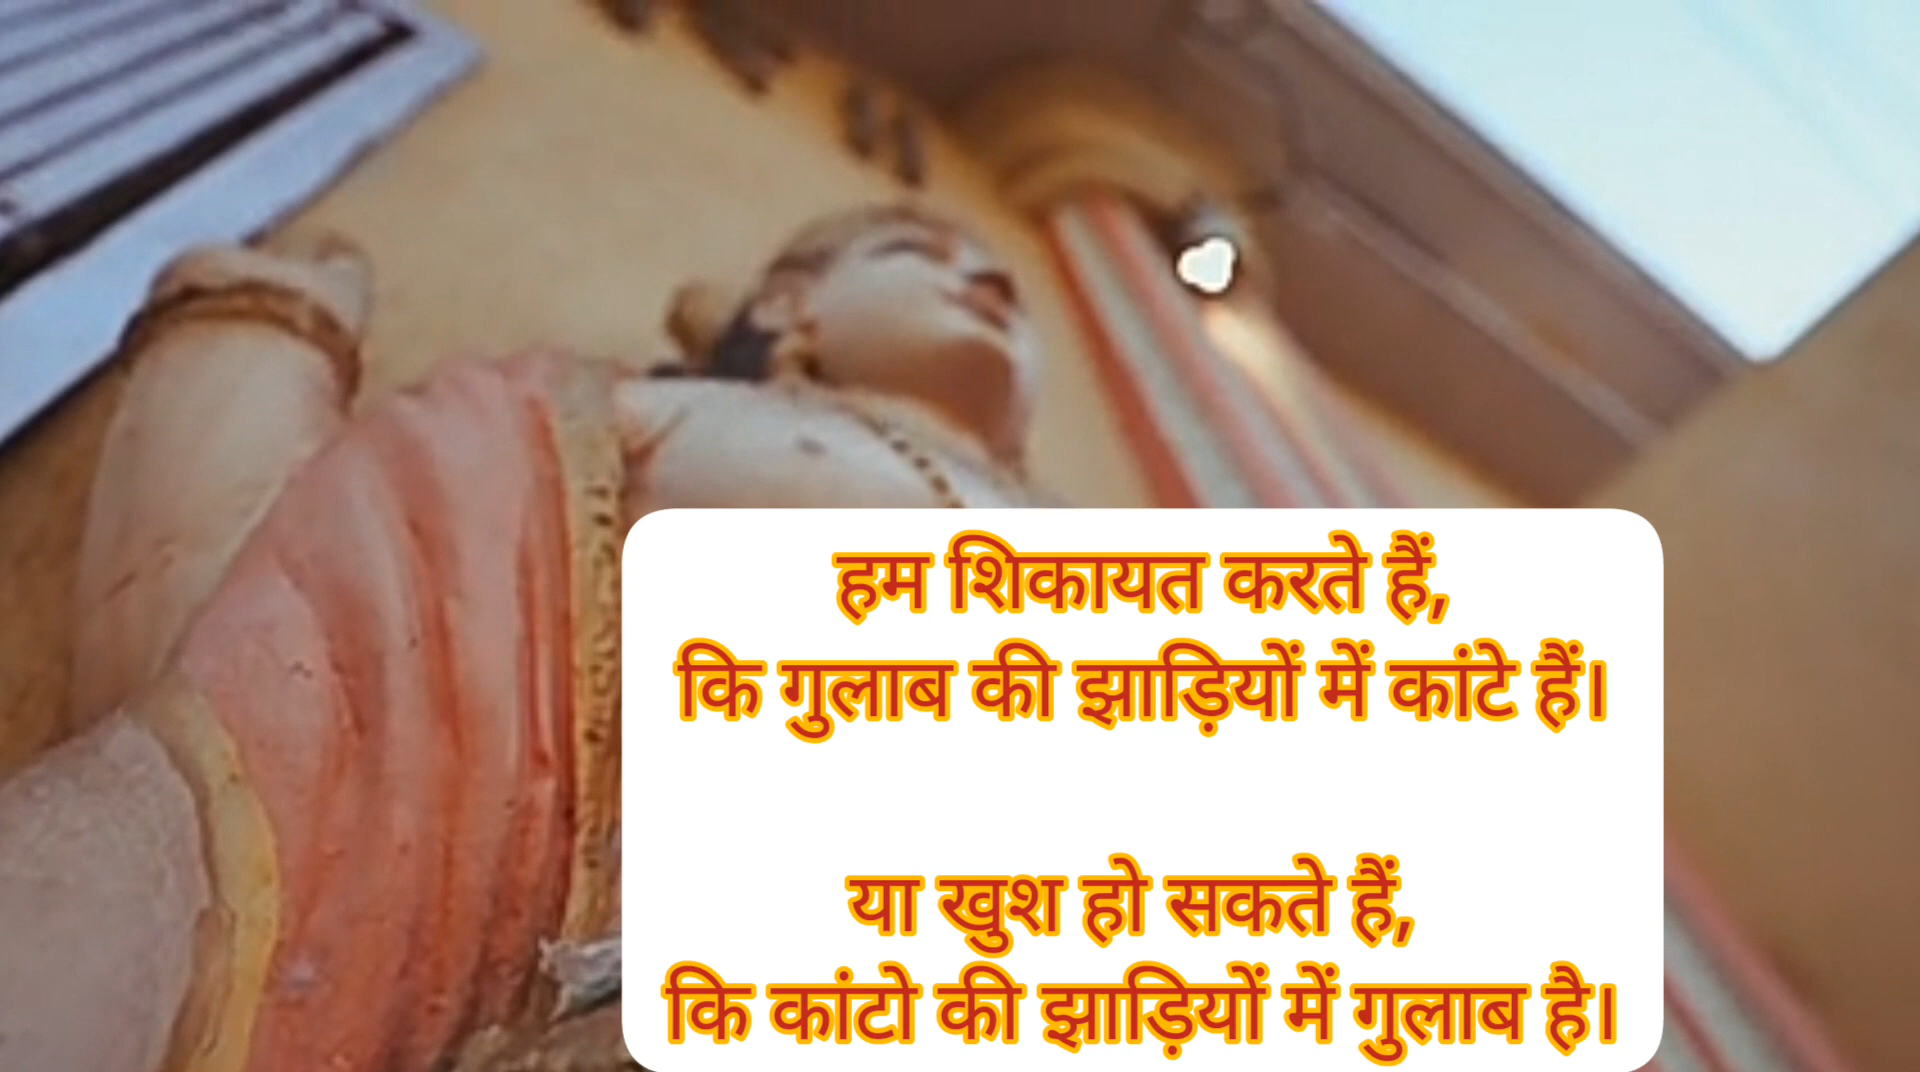 हम शिकायत करते हैं,
कि गुलाब की झाड़ियों में कांटे हैं।
या खुश हो सकते हैं,
कि कांटो की झाड़ियों में गुलाब है।